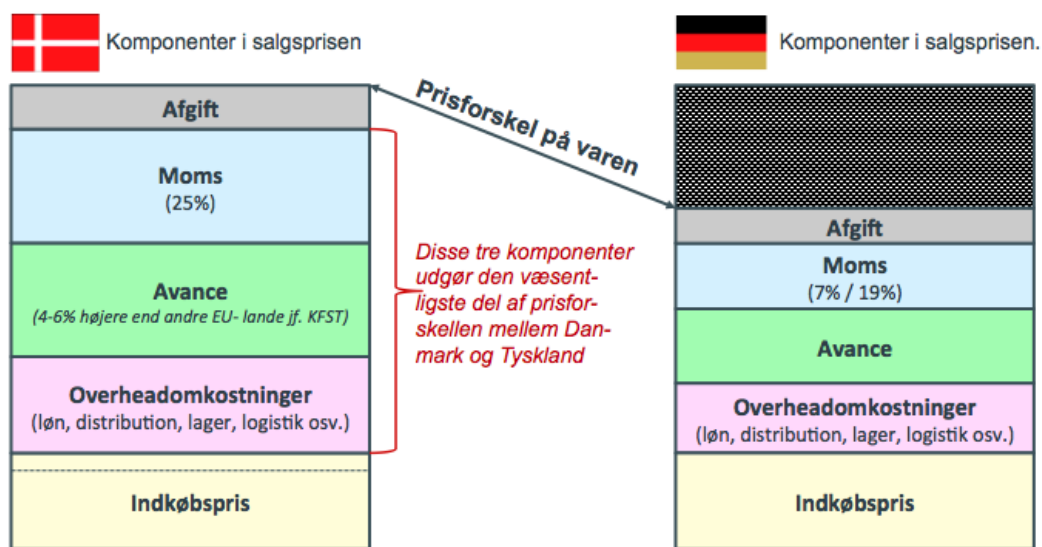 Komponenter i salgsprisen
Afgift
Moms
(25%)
Avance
(4-6% højere end andre EU- lande jf. KFST)
Overheadomkostninger
(løn, distribution, lager, logistik osv.)
Indkøbspris
Prisforskel på varen
Disse tre komponenter
udgør den væsent-
ligste del af prisfor-
skellen mellem Dan-
mark og Tyskland
Komponenter i salgsprisen.
Afgift
Moms
(7% / 19%)
Avance
Overheadomkostninger
(løn, distribution, lager, logistik osv.)
Indkøbspris